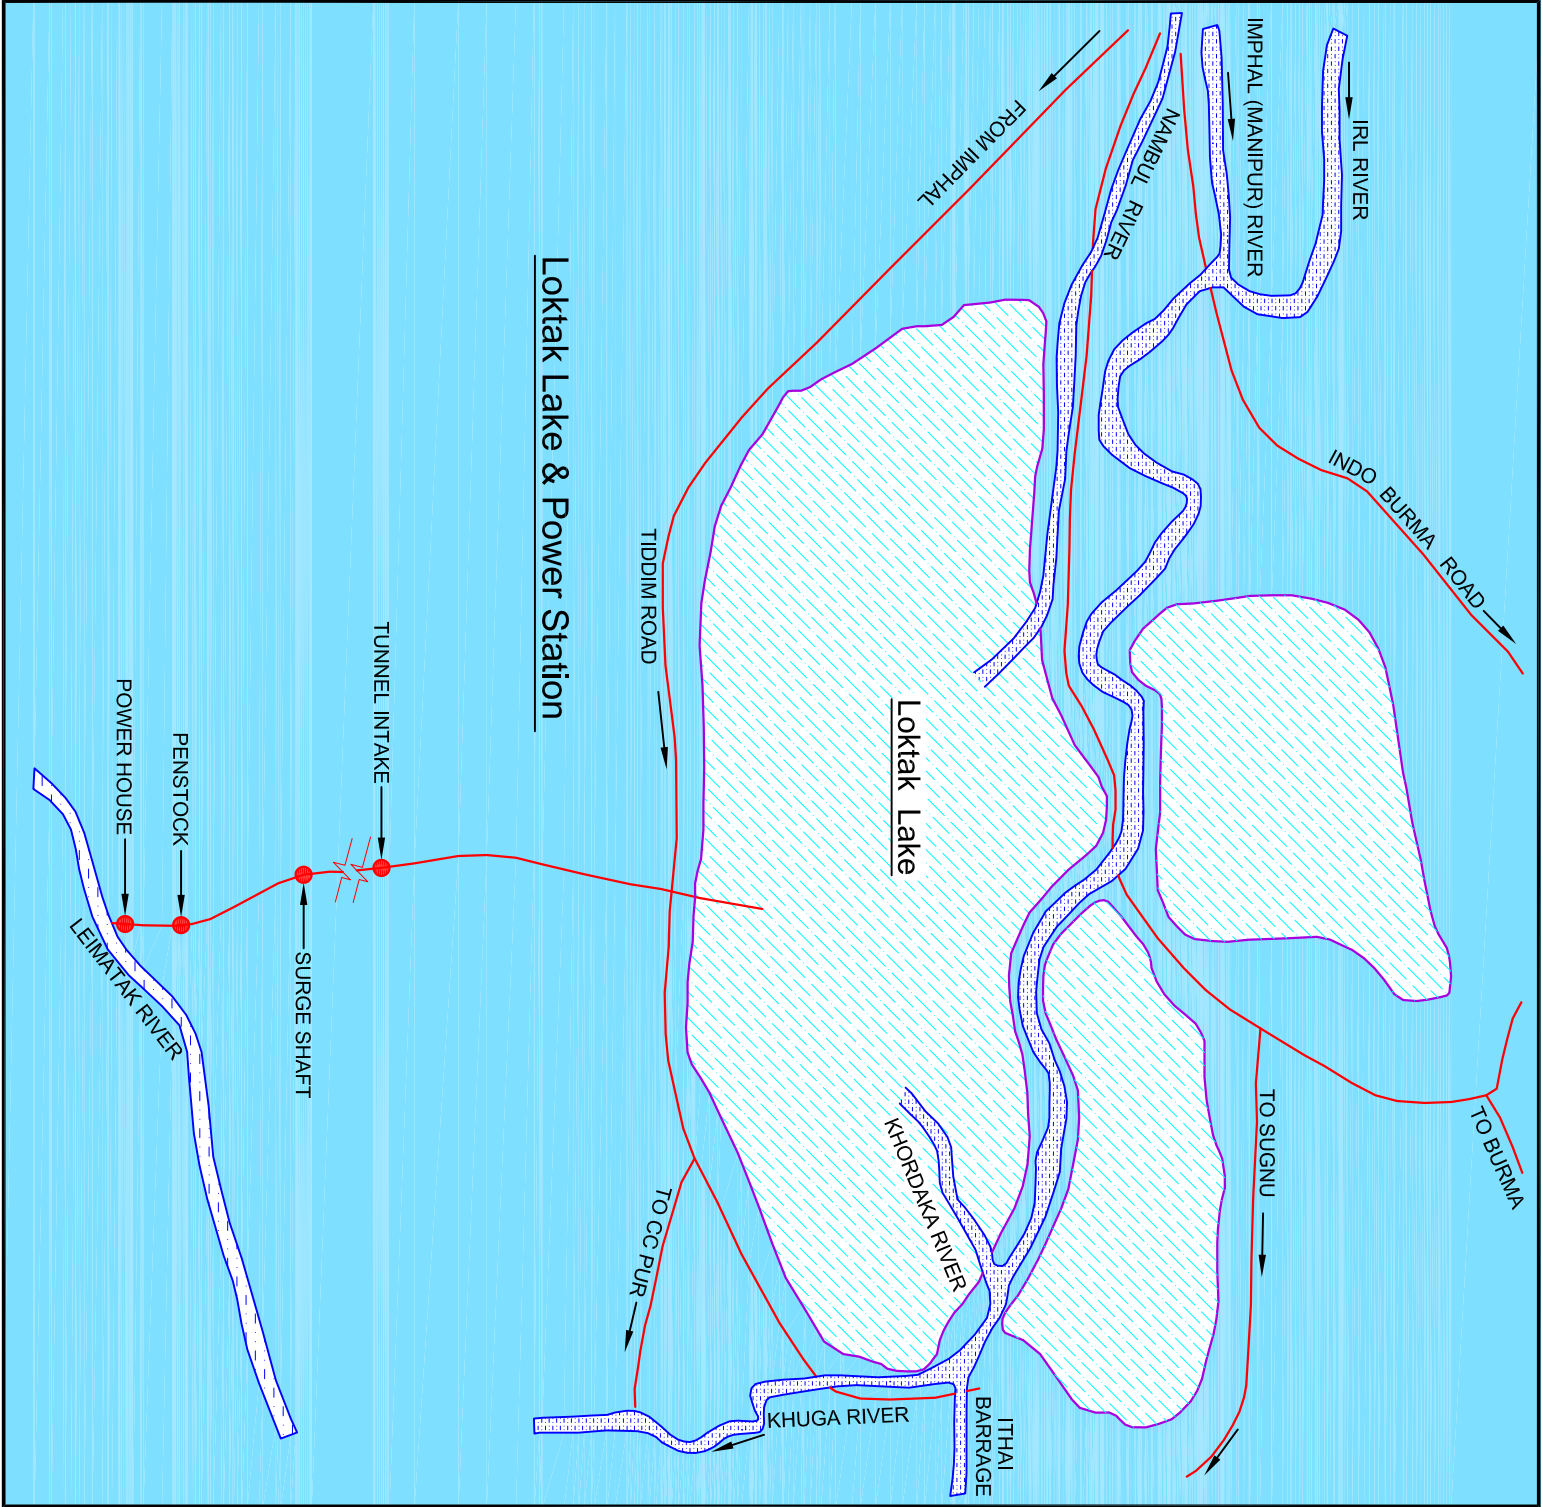 IRL RIVER
IMPHAL (MANIPUR) RIVER
NAMBUL RIVER
FROM IMPHAL
INDO BURMA ROAD
Loktak Lake & Power Station
TIDDIM ROAD
Loktak Lake
TUNNEL INTAKE
POWER HOUSE
PENSTOCK
SURGE SHAFT
LEIMATAK RIVER
TO SUGNU
TO BURMA
KHORDAKA RIVER
TO CC PUR
KHUGA RIVER
ITHAI
BARRAGE